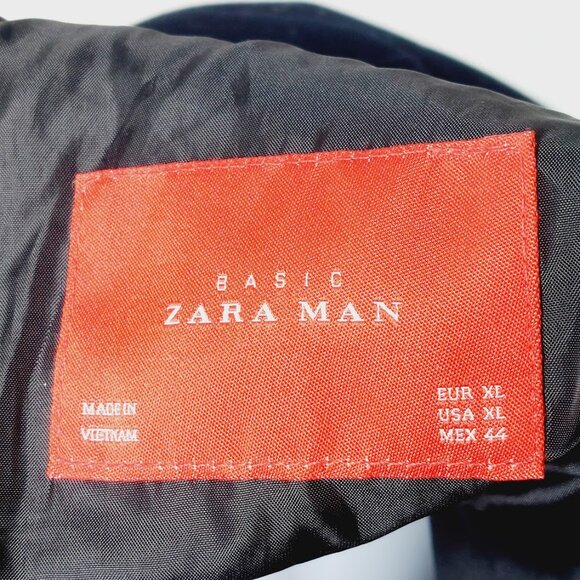 BASIC
ZARA MAN
MADE IN
VIETNAM
EUR XL
USA XL
MEX 44